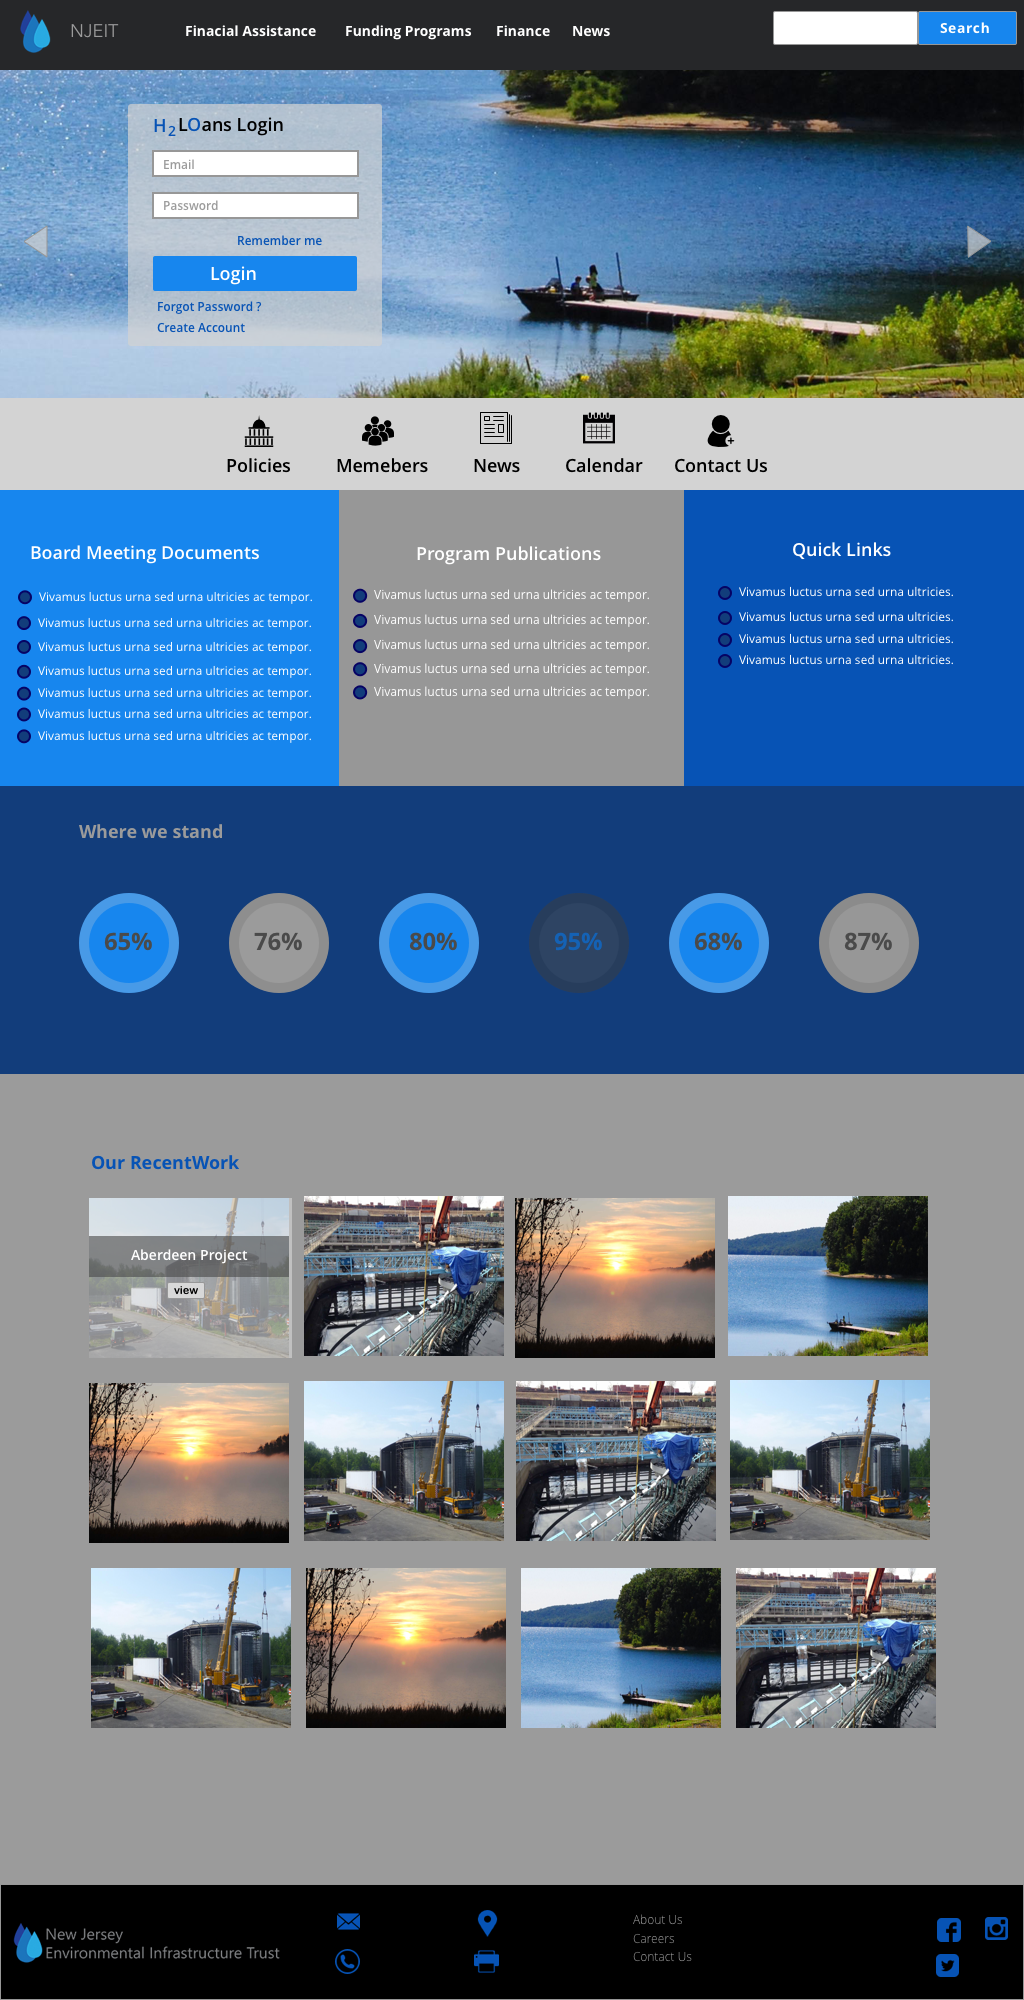 NJEIT
Finacial Assistance
Funding Programs
Finance
News
Search
H2LOans Login
Email
Password
Remember me
Login
Forgot Password ?
Create Account
Policies
Memebers
News
Calendar
Contact Us
Board Meeting Documents
Vivamus luctus urna sed urna ultricies ac tempor.
Vivamus luctus urna sed urna ultricies ac tempor.
Vivamus luctus urna sed urna ultricies ac tempor.
Vivamus luctus urna sed urna ultricies ac tempor.
Vivamus luctus urna sed urna ultricies ac tempor.
Vivamus luctus urna sed urna ultricies ac tempor.
Vivamus luctus urna sed urna ultricies ac tempor.
Program Publications
Vivamus luctus urna sed urna ultricies ac tempor.
Vivamus luctus urna sed urna ultricies ac tempor.
Vivamus luctus urna sed urna ultricies ac tempor.
Vivamus luctus urna sed urna ultricies ac tempor.
Vivamus luctus urna sed urna ultricies ac tempor.
Quick Links
Vivamus luctus urna sed urna ultricies.
Vivamus luctus urna sed urna ultricies.
Vivamus luctus urna sed urna ultricies.
Vivamus luctus urna sed urna ultricies.
Where we stand
65%
76%
80%
95%
68%
87%
Our RecentWork
Aberdeen Project
view
New Jersey
Environmental Infrastructure Trust
About Us
Careers
Contact Us